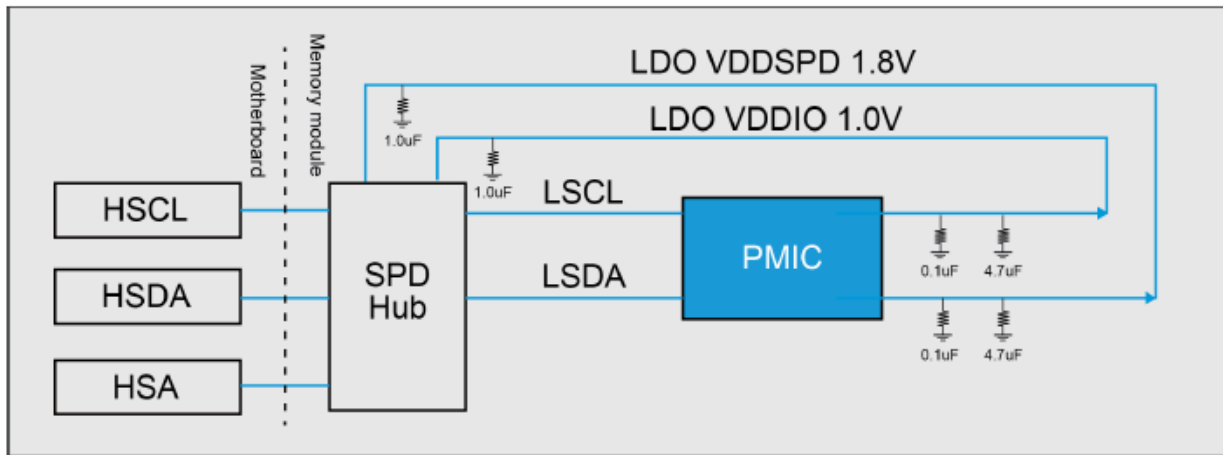 Motherboard
Memory module
LDO VDDSPD 1.8V
1.0uF
LDO VDDIO 1.0V
1.0uF
HSCL
HSDA
HSA
SPD
Hub
LSCL
LSDA
PMIC
0.1uF
4.7uF
0.1uF
4.7uF